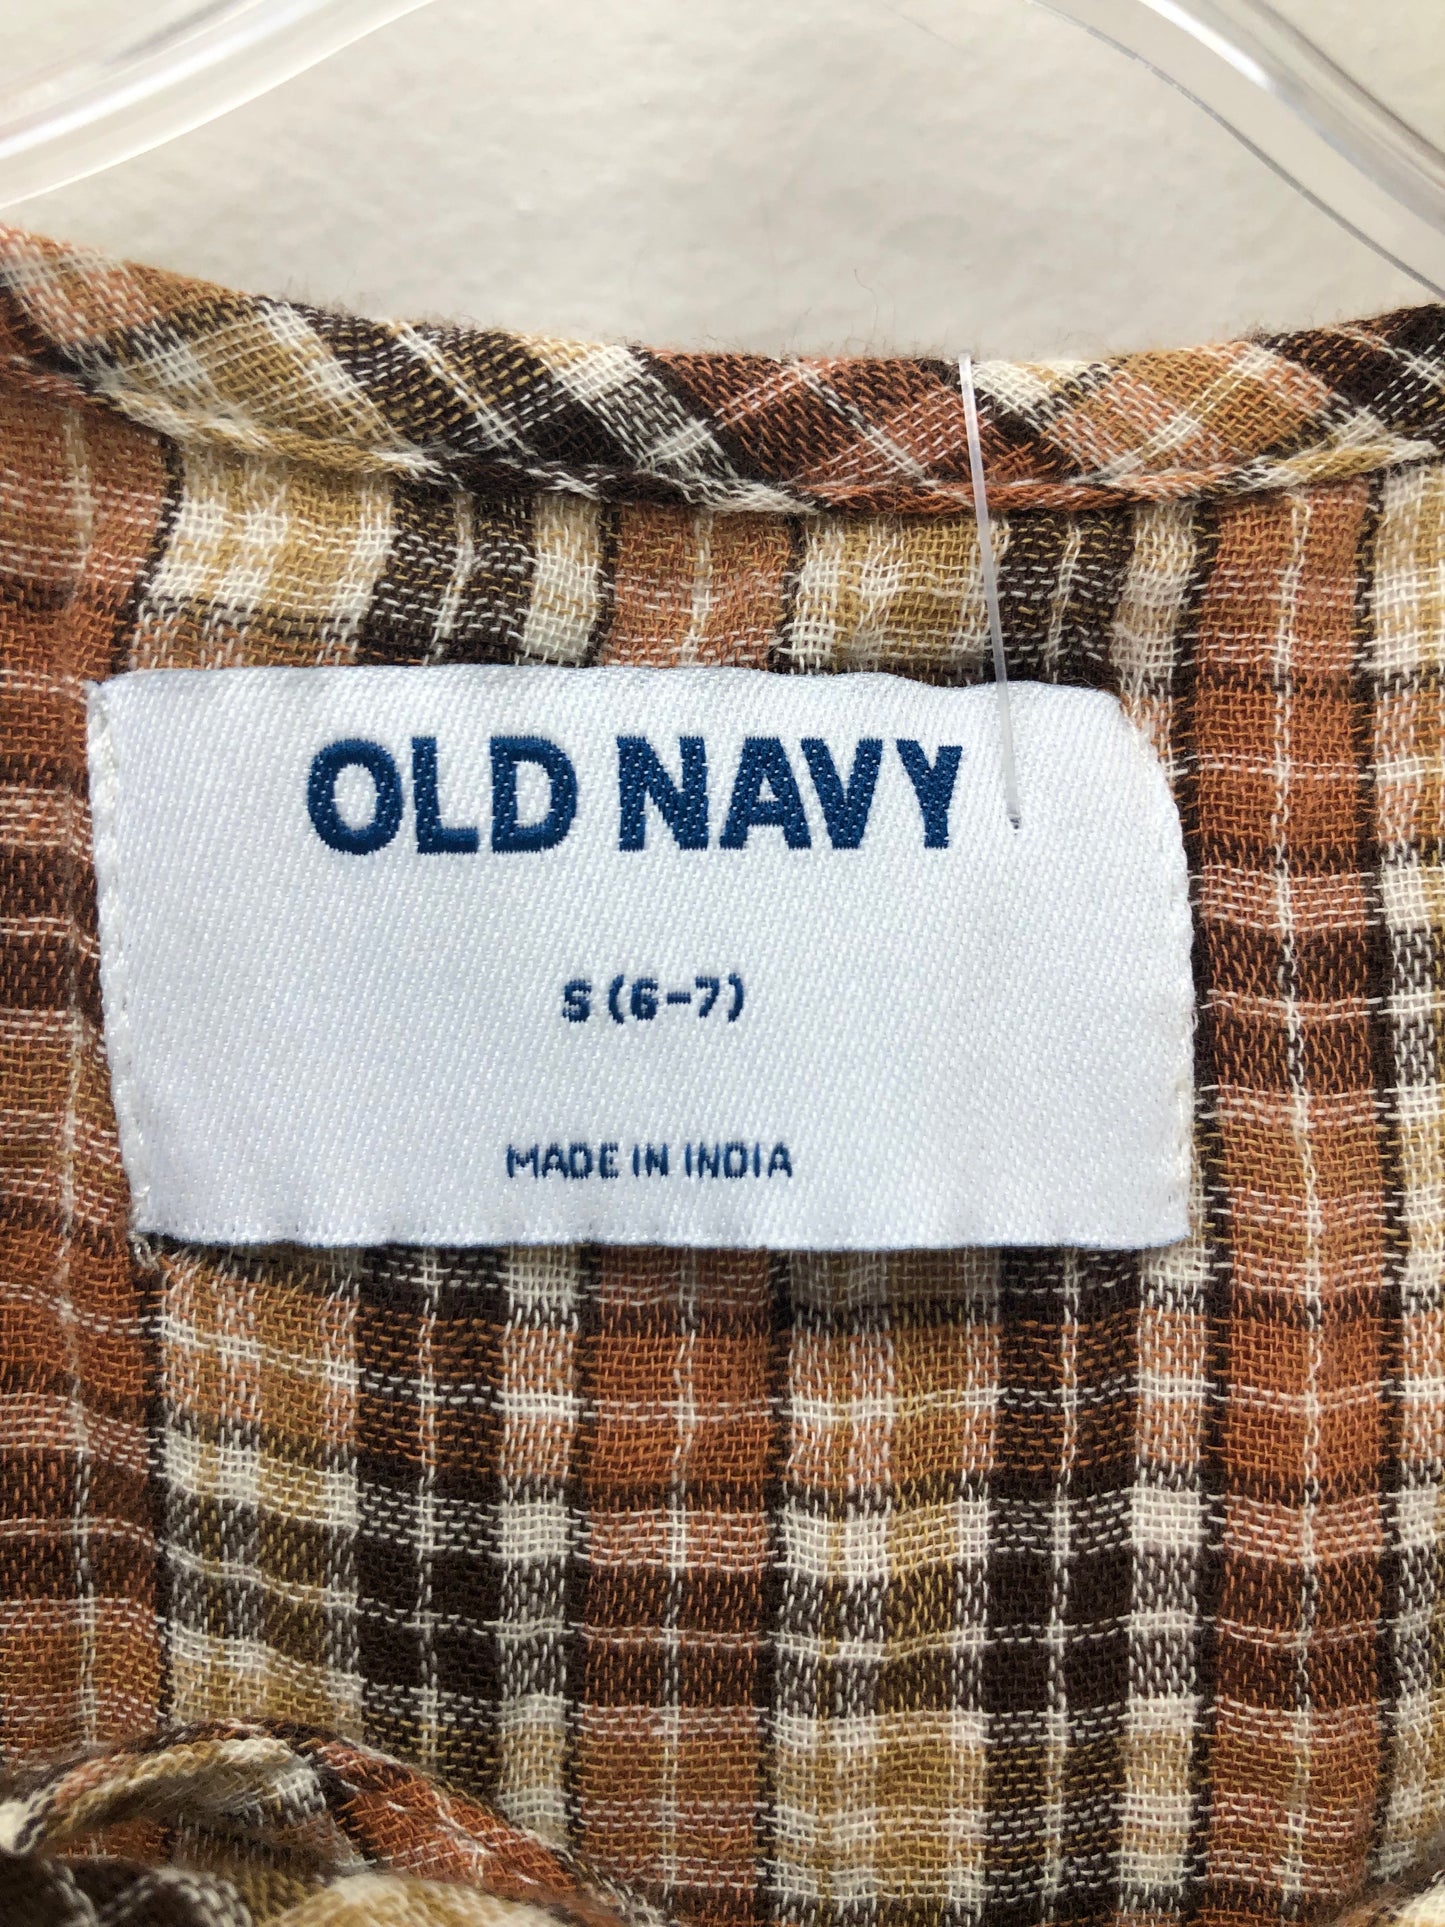 OLD NAVY
S (6-7)
MADE IN INDIA